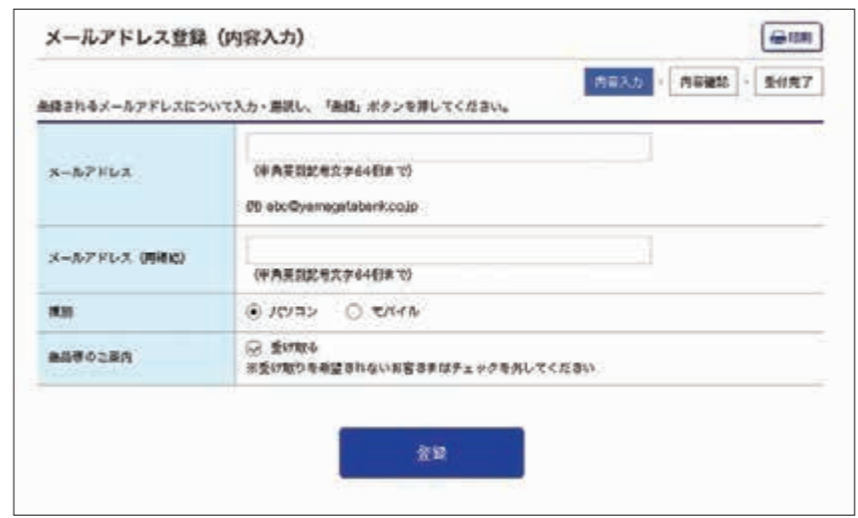 メールアドレス登録（内容入力）
印刷
内容入力
内容確認
受付完了
登録されるメールアドレスについて入力・選択し、「登録」ボタンを押してください。
メールアドレス
（半角英数記号文字64桁まで）
例) abc@yamagatabank.co.jp
メールアドレス（再確認）
（半角英数記号文字64桁まで）
種別
パソコン
モバイル
商品等のご案内
受け取る
※受け取りを希望されないお客さまはチェックを外してください
登録